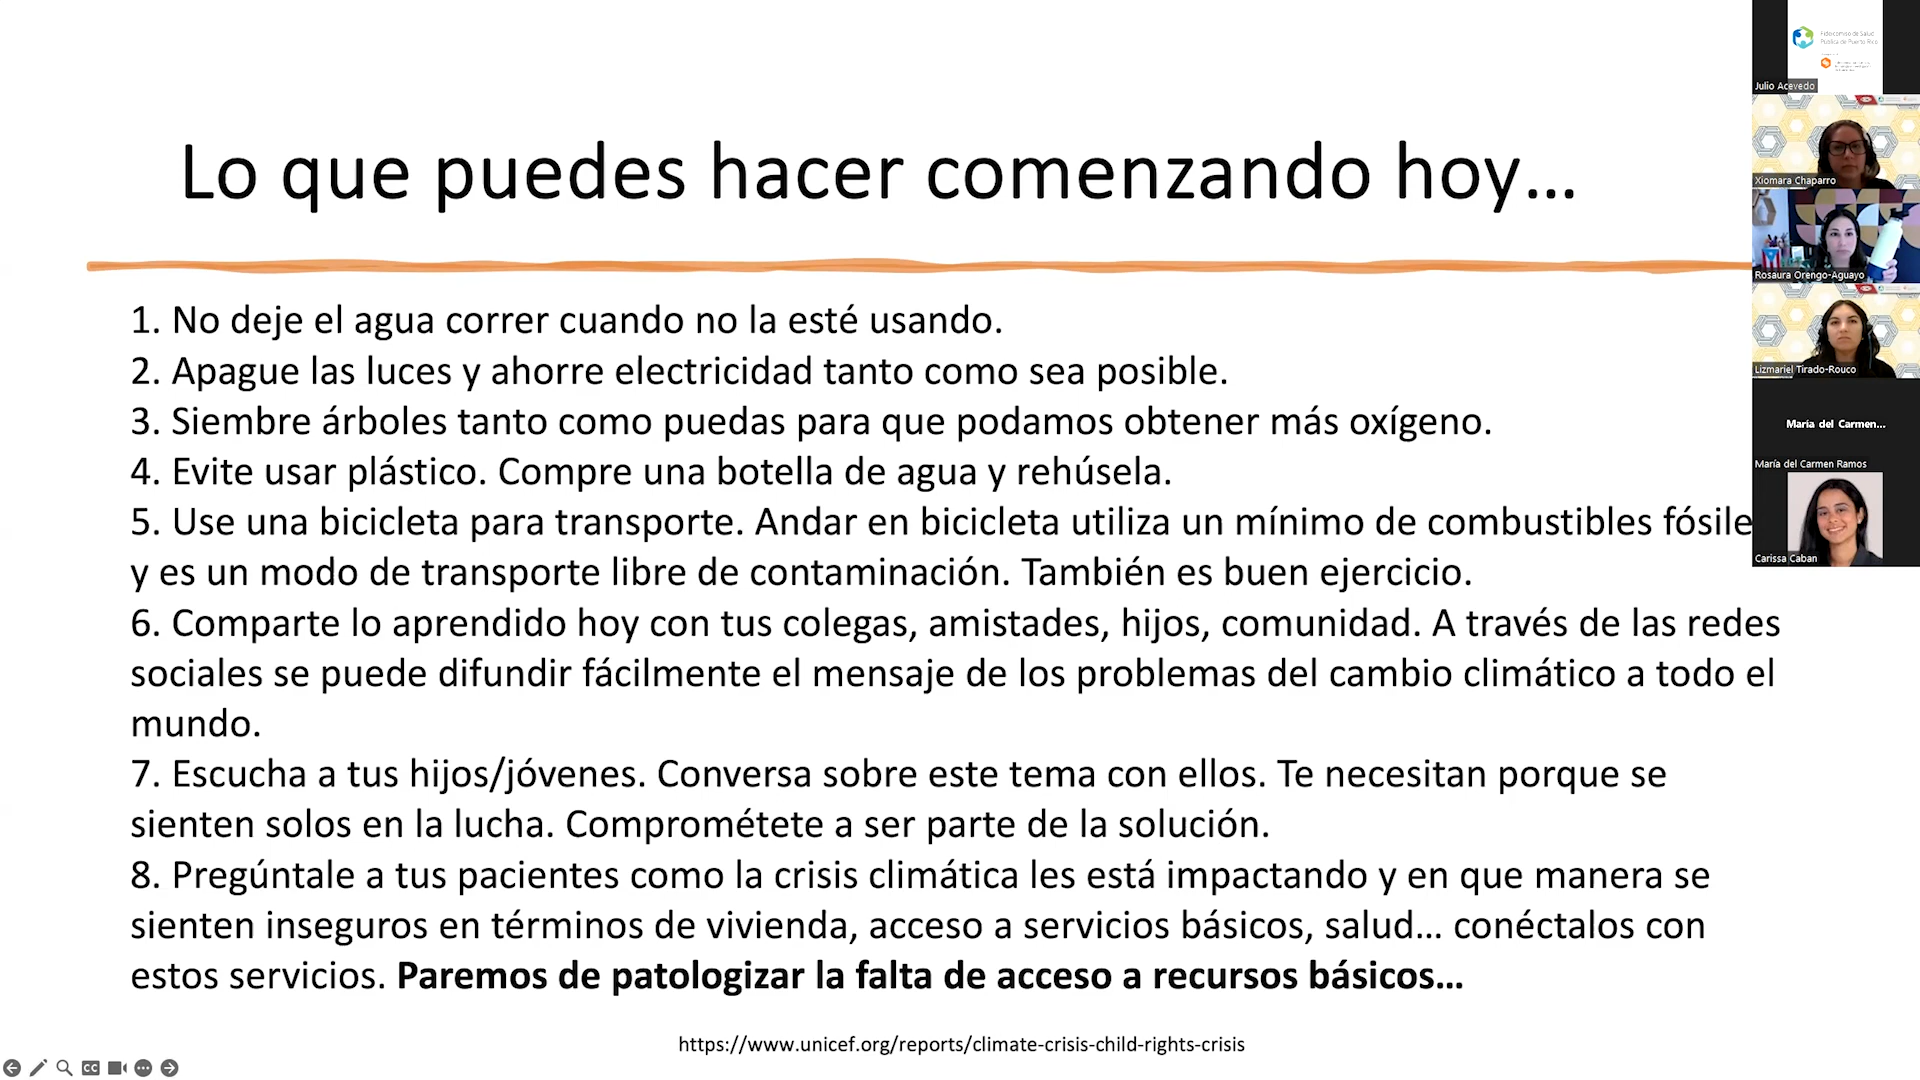 Lo que puedes hacer comenzando hoy...
1. No deje el agua correr cuando no la esté usando.
2. Apague las luces y ahorre electricidad tanto como sea posible.
3. Siembre árboles tanto como puedas para que podamos obtener más oxígeno.
4. Evite usar plástico. Compre una botella de agua y rehúsela.
5. Use una bicicleta para transporte. Andar en bicicleta utiliza un mínimo de combustibles fósile
y es un modo de transporte libre de contaminación. También es buen ejercicio.
6. Comparte lo aprendido hoy con tus colegas, amistades, hijos, comunidad. A través de las redes
sociales se puede difundir fácilmente el mensaje de los problemas del cambio climático a todo el
mundo.
7. Escucha a tus hijos/jóvenes. Conversa sobre este tema con ellos. Te necesitan porque se
sienten solos en la lucha. Comprométete a ser parte de la solución.
8. Pregúntale a tus pacientes como la crisis climática les está impactando y en que manera se
sienten inseguros en términos de vivienda, acceso a servicios básicos, salud... conéctalos con
estos servicios. Paremos de patologizar la falta de acceso a recursos básicos...
https://www.unicef.org/reports/climate-crisis-child-rights-crisis
Fideicomiso de Salud
Pública de Puerto Rico
Julio Acevedo
Xiomara Chaparro
Rosaura Orengo-Aguayo
Lizmariel Tirado-Rouco
María del Carmen...
María del Carmen Ramos
Carissa Caban
CC